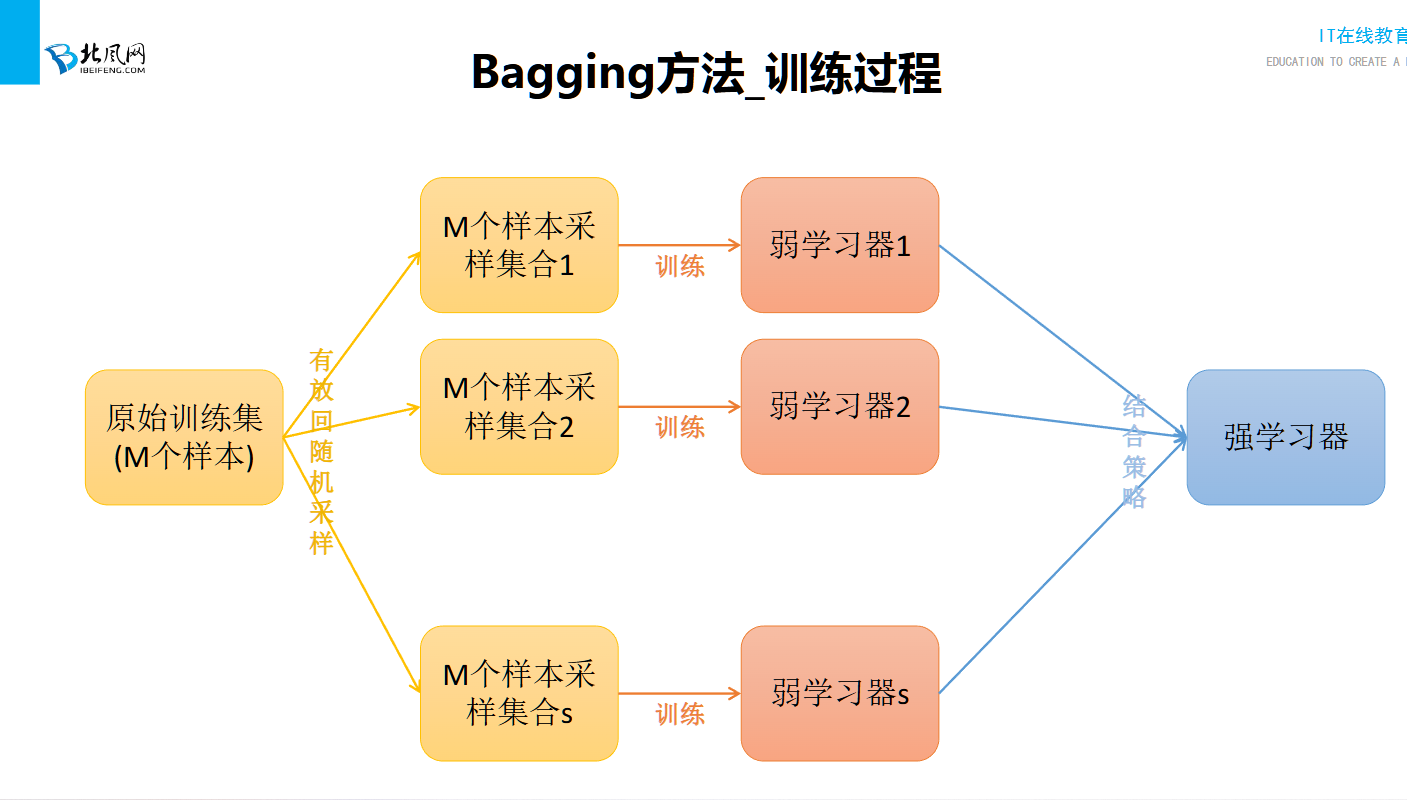 北风网
IBEIFENG.COM
IT在线教育
EDUCATION TO CREATE A
Bagging方法_训练过程
原始训练集
(M个样本)
有放回随机采样
M个样本采
样集合1
训练
弱学习器1
M个样本采
样集合2
训练
弱学习器2
M个样本采
样集合s
训练
弱学习器s
结合策略
强学习器